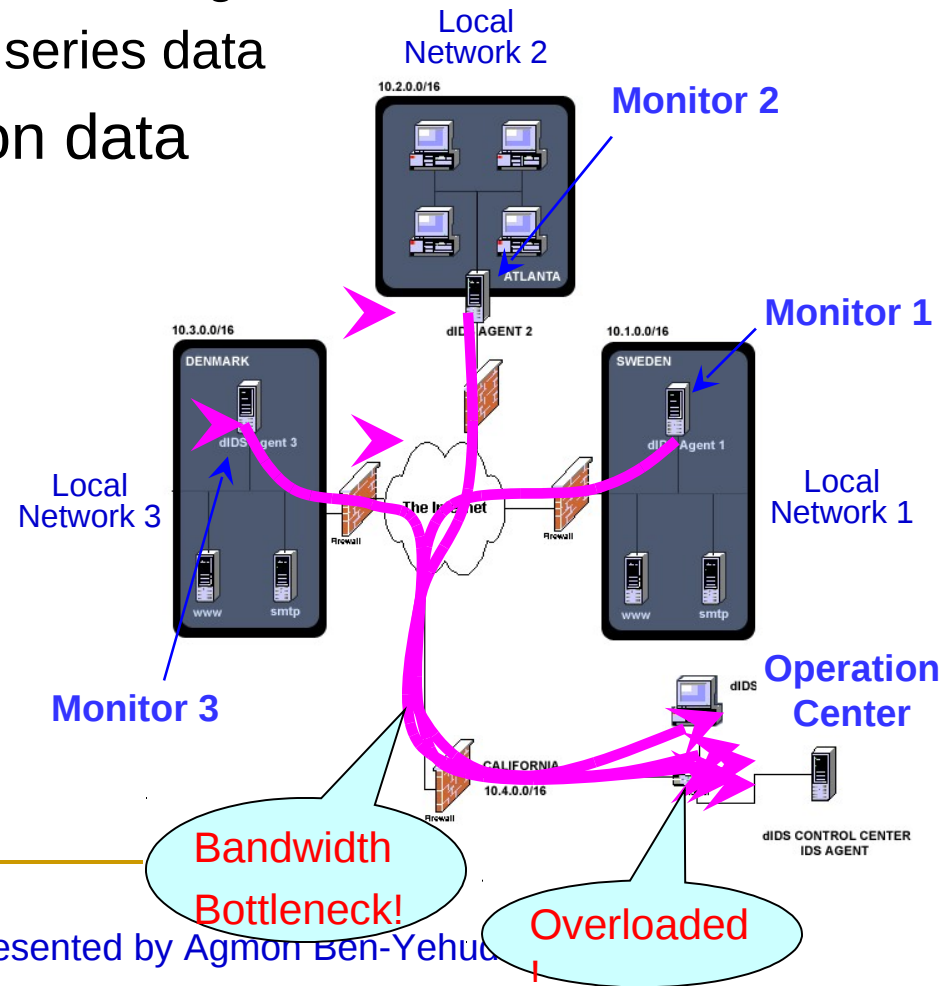 series data
on data
Local
Network 2
10.2.0.0/16
Monitor 2
ATLANTA
AGENT 2
Monitor 1
10.3.0.0/16
DENMARK
10.1.0.0/16
SWEDEN
dIDS Agent 3
dIDS Agent 1
Local
Network 3
The Internet
Local
Network 1
Firewall
Firewall
www
smtp
www
smtp
Monitor 3
dIDS
Operation
Center
CALIFORNIA
10.4.0.0/16
Firewall
dIDS CONTROL CENTER
IDS AGENT
Bandwidth
Bottleneck!
Overloaded
!
esented by Agmon Ben-Yehud